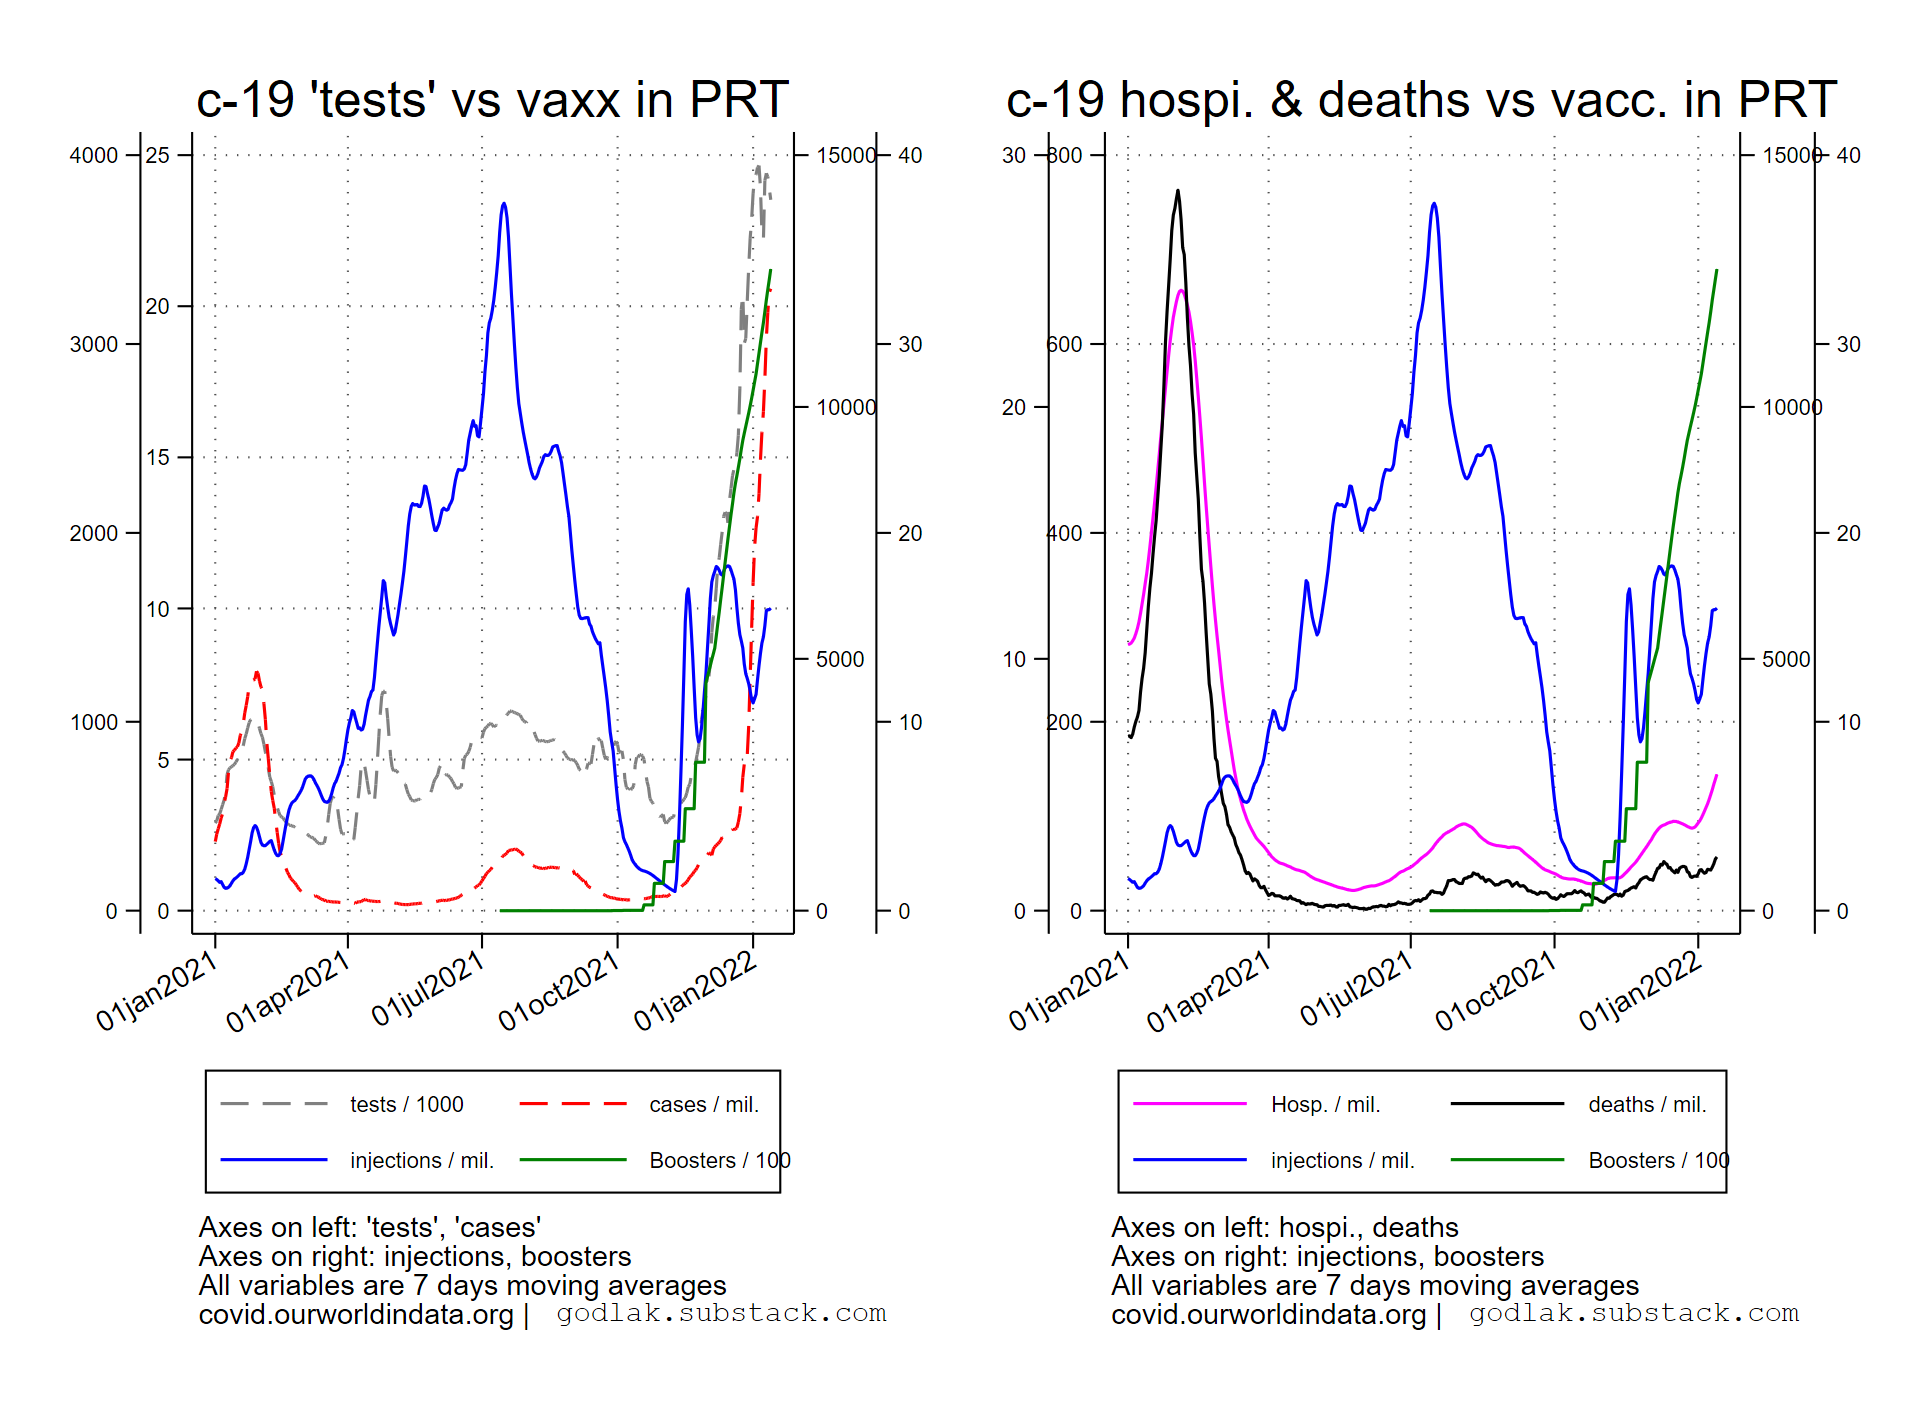 c-19 'tests' vs vaxx in PRT
4000
3000
2000
1000
0
25
20
15
10
5
0
15000
10000
5000
0
40
30
20
10
0
01jan2021
01apr2021
01jul2021
01oct2021
01jan2022
tests / 1000
cases / mil.
injections / mil.
Boosters / 100
Axes on left: 'tests', 'cases'
Axes on right: injections, boosters
All variables are 7 days moving averages
covid.ourworldindata.org | godlak.substack.com
c-19 hospi. & deaths vs vacc. in PRT
30
20
10
0
800
600
400
200
0
15000
10000
5000
0
40
30
20
10
0
01jan2021
01apr2021
01jul2021
01oct2021
01jan2022
Hosp. / mil.
deaths / mil.
injections / mil.
Boosters / 100
Axes on left: hospi., deaths
Axes on right: injections, boosters
All variables are 7 days moving averages
covid.ourworldindata.org | godlak.substack.com